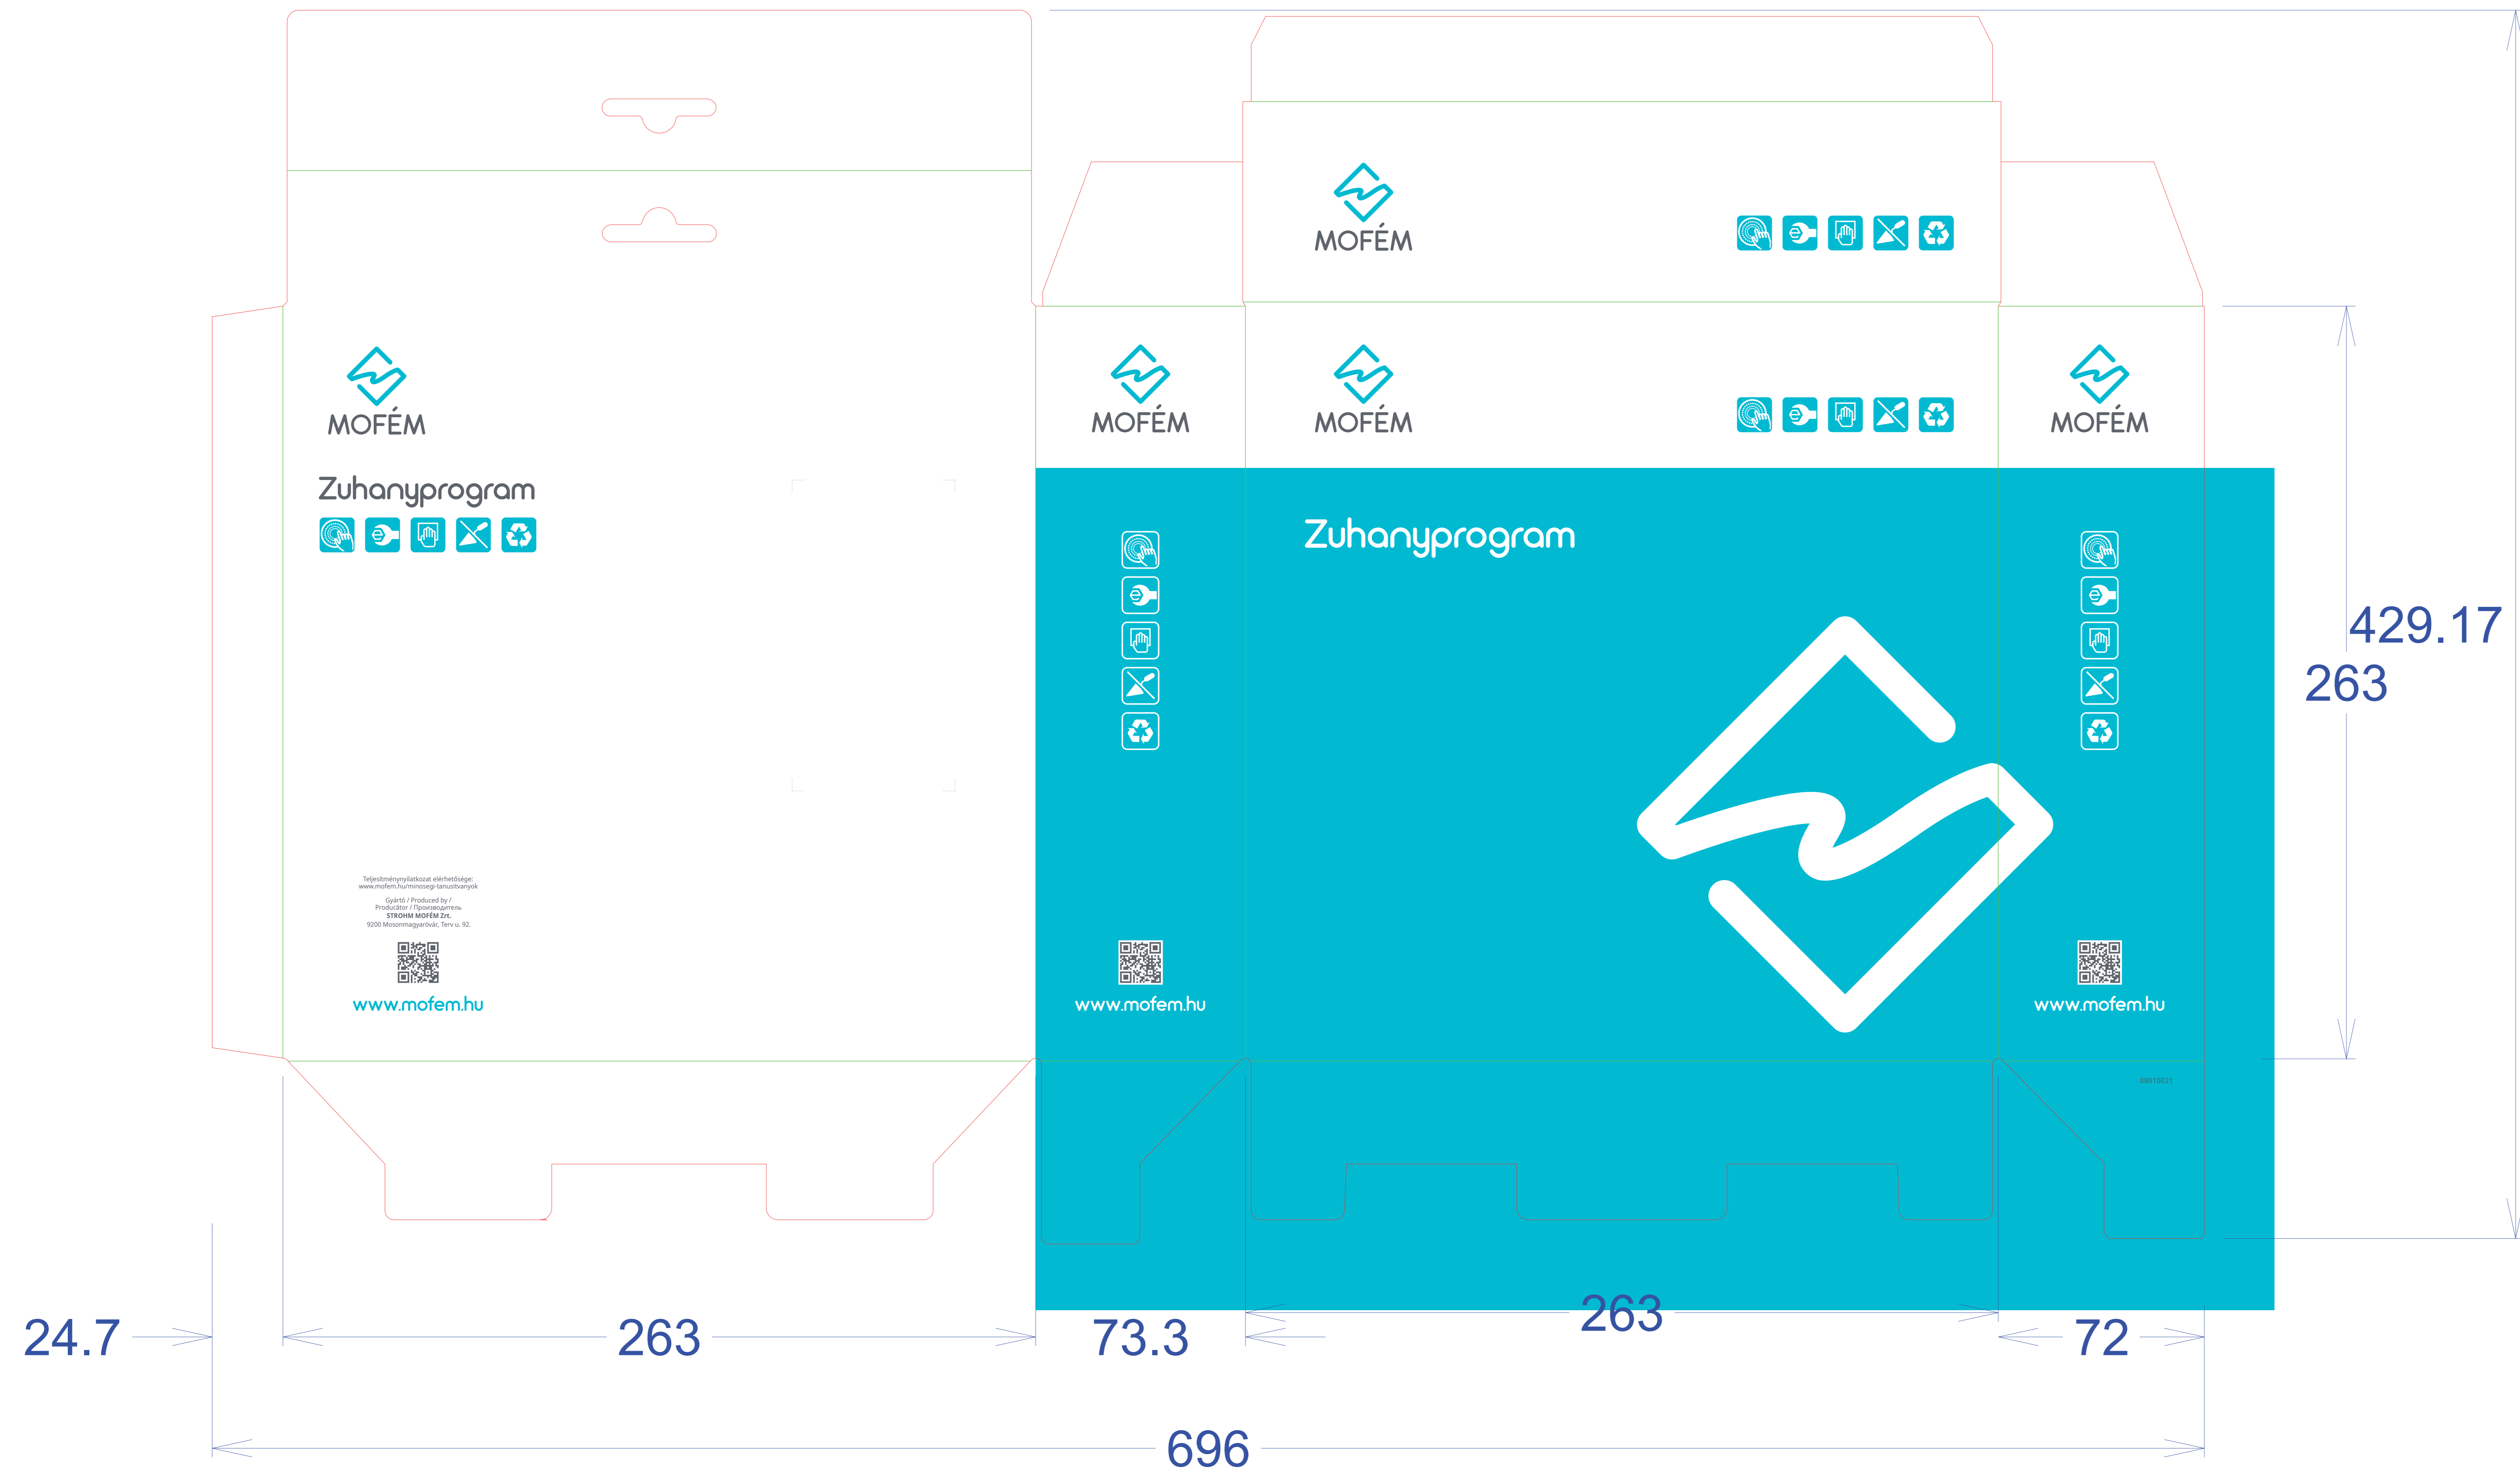 MOFÉM
MOFÉM
MOFÉM
MOFÉM
MOFÉM
Zuhanyprogram
Zuhanyprogram
Teljesítménynyilatkozat elérhetősége:
www.mofem.hu/minosegi-tanusitvanyok
Gyártó / Produced by /
Producător / Производитель
STROHM MOFÉM Zrt.
9200 Mosonmagyaróvár, Terv u. 92.
www.mofem.hu
www.mofem.hu
www.mofem.hu
08010021
429.17
263
24.7
263
73.3
263
72
696